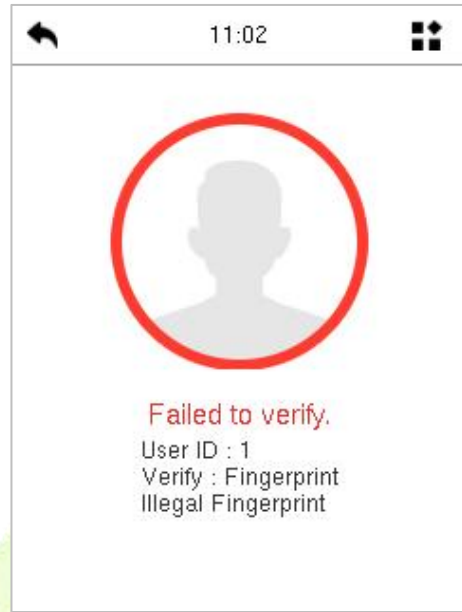 11:02
Failed to verify.
User ID : 1
Verify : Fingerprint
Illegal Fingerprint